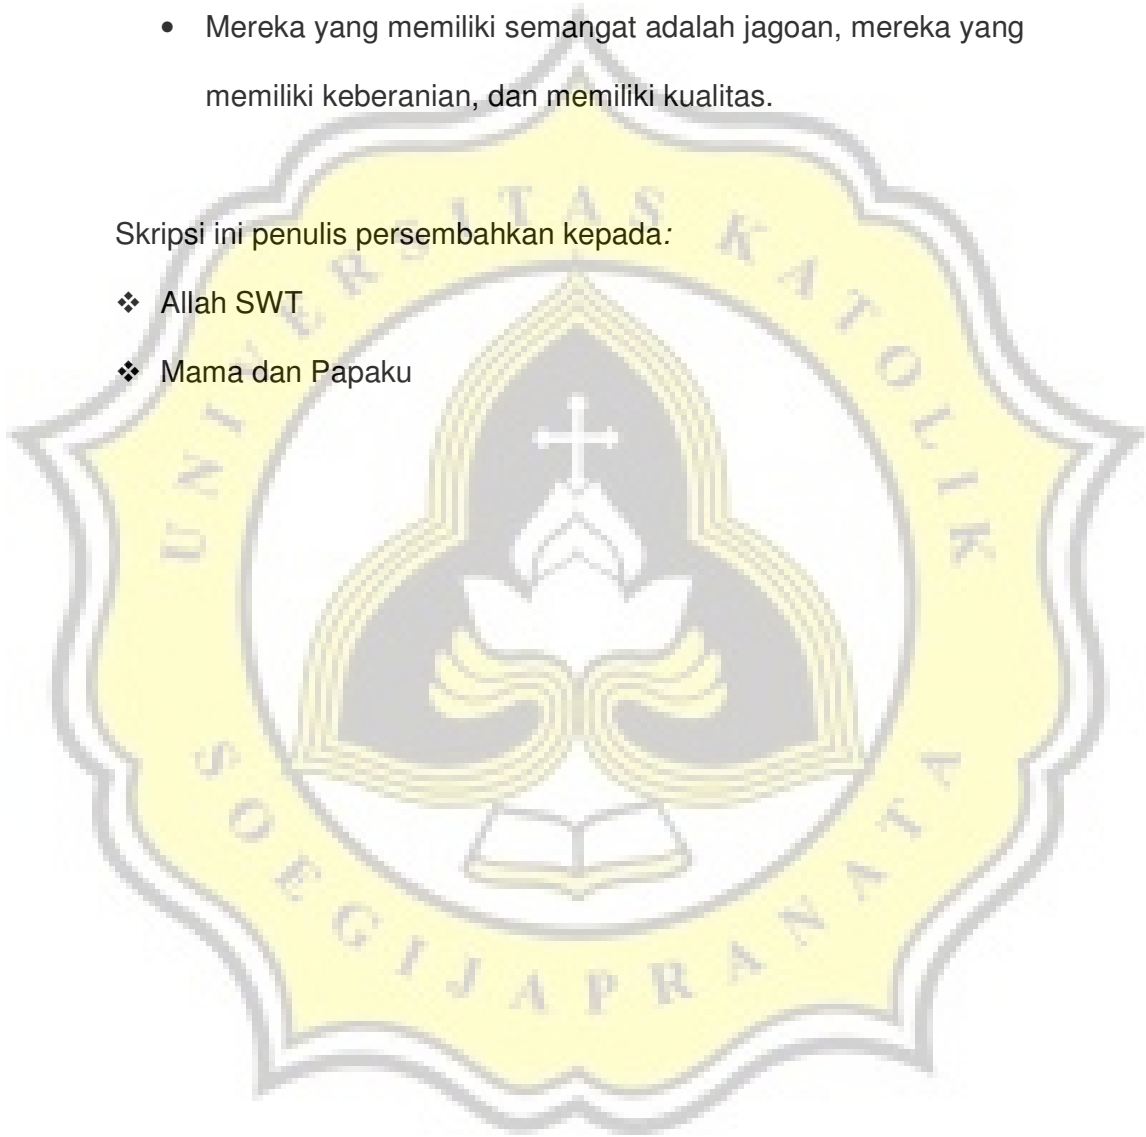 • Mereka yang memiliki semangat adalah jagoan, mereka yang
memiliki keberanian, dan memiliki kualitas.
Skripsi ini penulis persembahkan kepada:
❖ Allah SWT
❖ Mama dan Papaku
UNIVERSITAS KATOLIK
SOEGIJAPRANATA